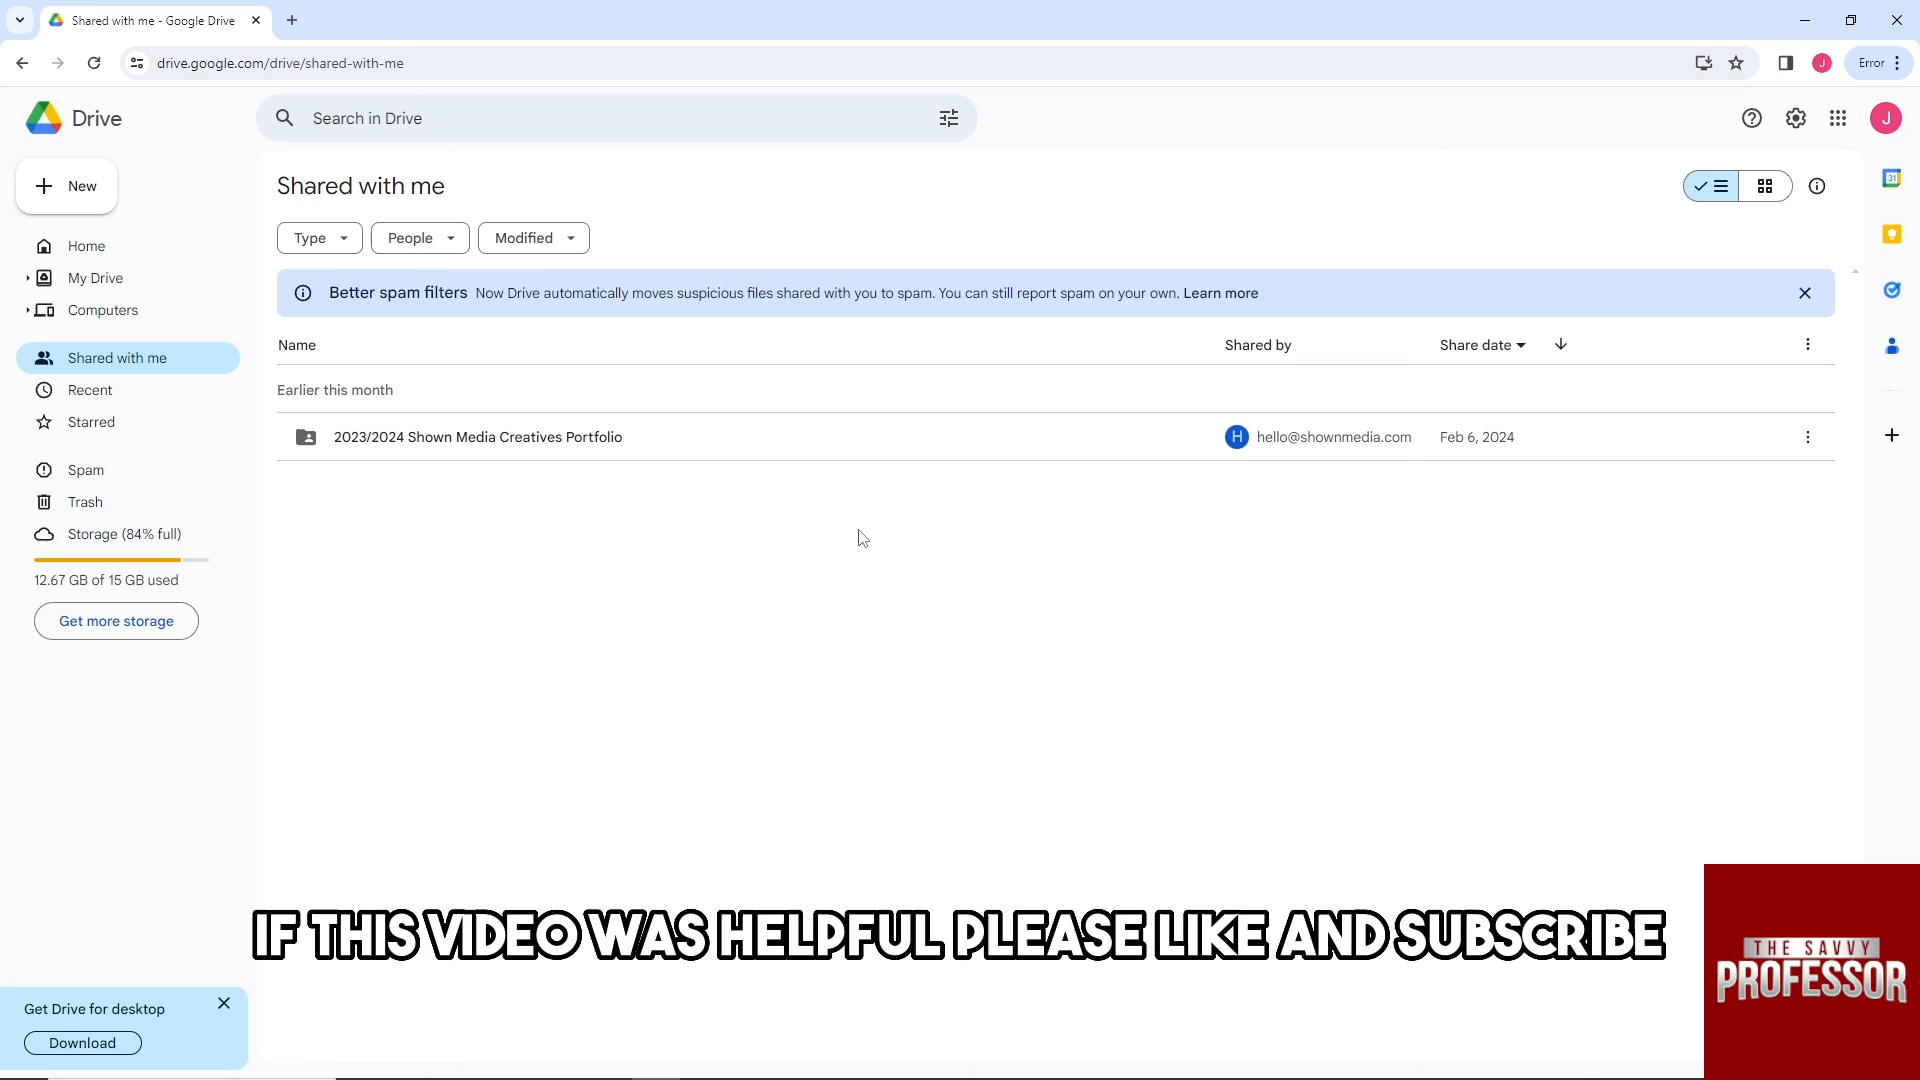 Shared with me - Google Drive
drive.google.com/drive/shared-with-me
J
Error
Drive
Search in Drive
J
New
Shared with me
31
Type
People
Modified
Home
My Drive
Computers
Better spam filters Now Drive automatically moves suspicious files shared with you to spam. You can still report spam on your own. Learn more
Name
Shared by
Share date
Shared with me
Recent
Earlier this month
Starred
2023/2024 Shown Media Creatives Portfolio
H
hello@shownmedia.com
Feb 6, 2024
Spam
Trash
Storage (84% full)
12.67 GB of 15 GB used
Get more storage
IF THIS VIDEO WAS HELPFUL PLEASE LIKE AND SUBSCRIBE
THE SAVVY
PROFESSOR
Get Drive for desktop
Download